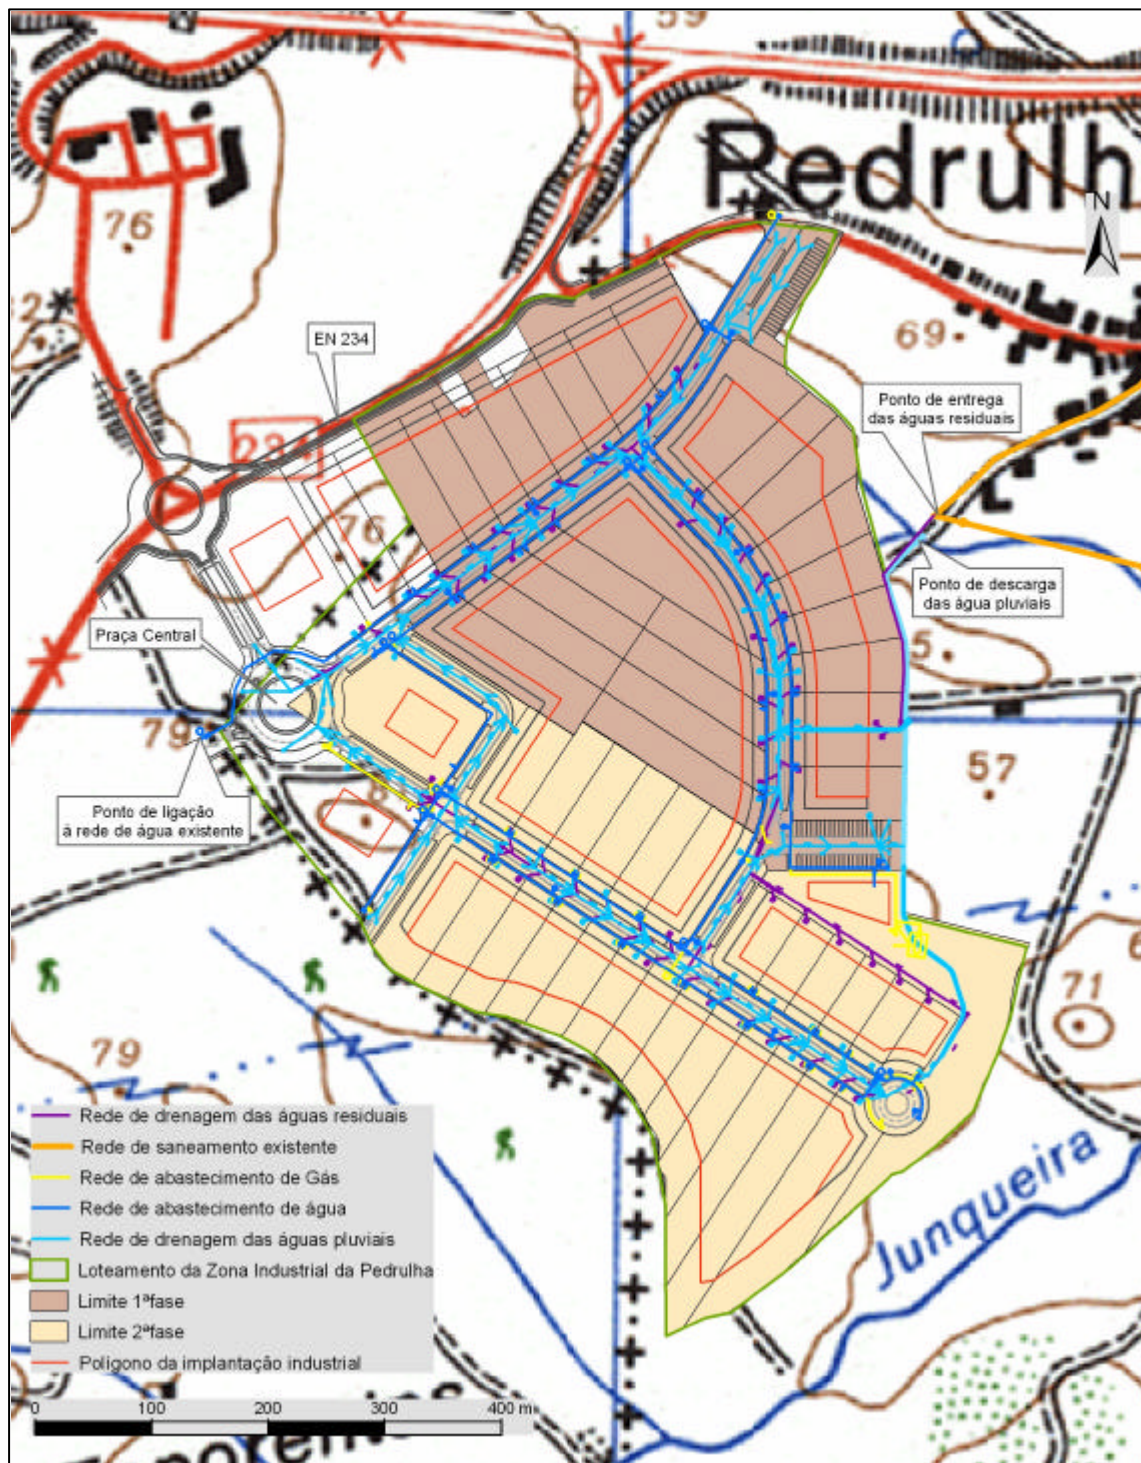 59
Pedrulh
N
76
69
EN 234
Ponto de entrega
das águas residuais
234
76
Ponto de descarga
das água pluviais
Praça Central
5
79
57
Ponto de ligação
à rede de água existente
71
79
Rede de drenagem das águas residuais
Rede de saneamento existente
Rede de abastecimento de Gás
Rede de abastecimento de água
Rede de drenagem das águas pluviais
Loteamento da Zona Industrial da Pedrulha
Limite 1ªfase
Limite 2ªfase
Polígono da implantação industrial
Junqueira
0 100 200 300 400 m